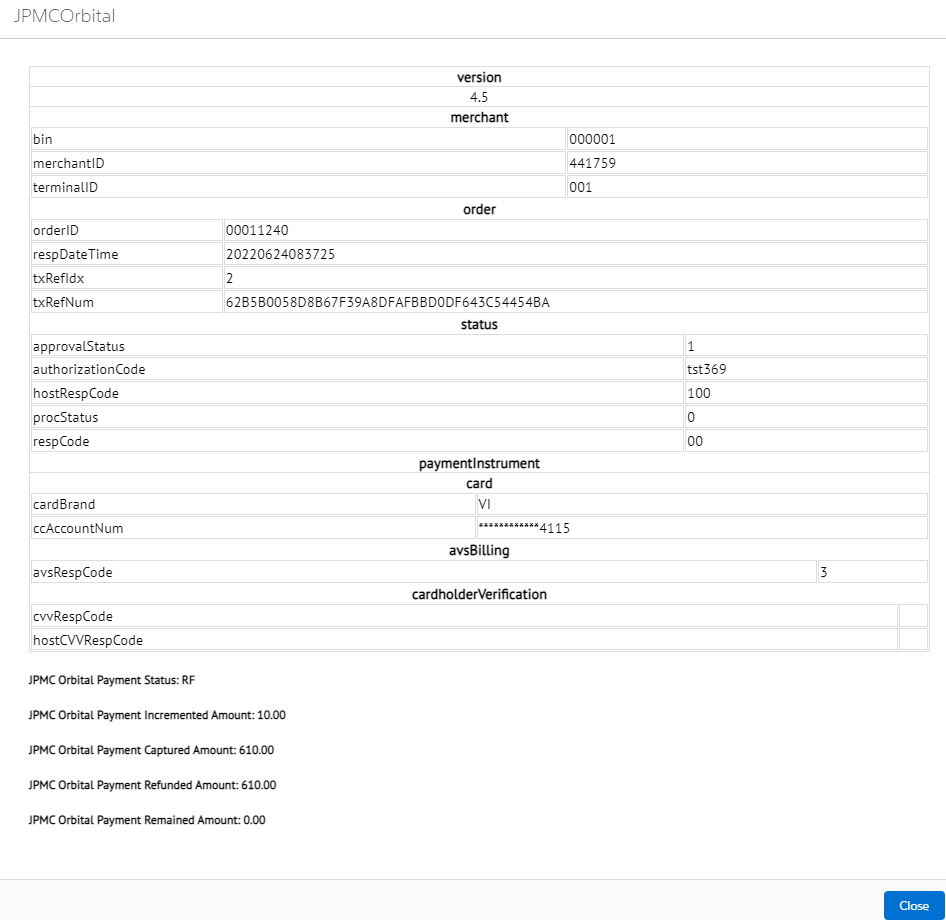 JPMCOrbital
version
4.5
merchant
bin 000001
merchantID 441759
terminalID 001
order
orderID 00011240
respDateTime 20220624083725
txRefIdx 2
txRefNum 62B5B0058D8B67F39A8DFAFBBD0DF643C54454BA
status
approvalStatus 1
authorizationCode tst369
hostRespCode 100
procStatus 0
respCode 00
paymentInstrument
card
cardBrand VI
ccAccountNum ************4115
avsBilling
avsRespCode 3
cardholderVerification
cvvRespCode
hostCVVRespCode
JPMC Orbital Payment Status: RF
JPMC Orbital Payment Incremented Amount: 10.00
JPMC Orbital Payment Captured Amount: 610.00
JPMC Orbital Payment Refunded Amount: 610.00
JPMC Orbital Payment Remained Amount: 0.00
Close